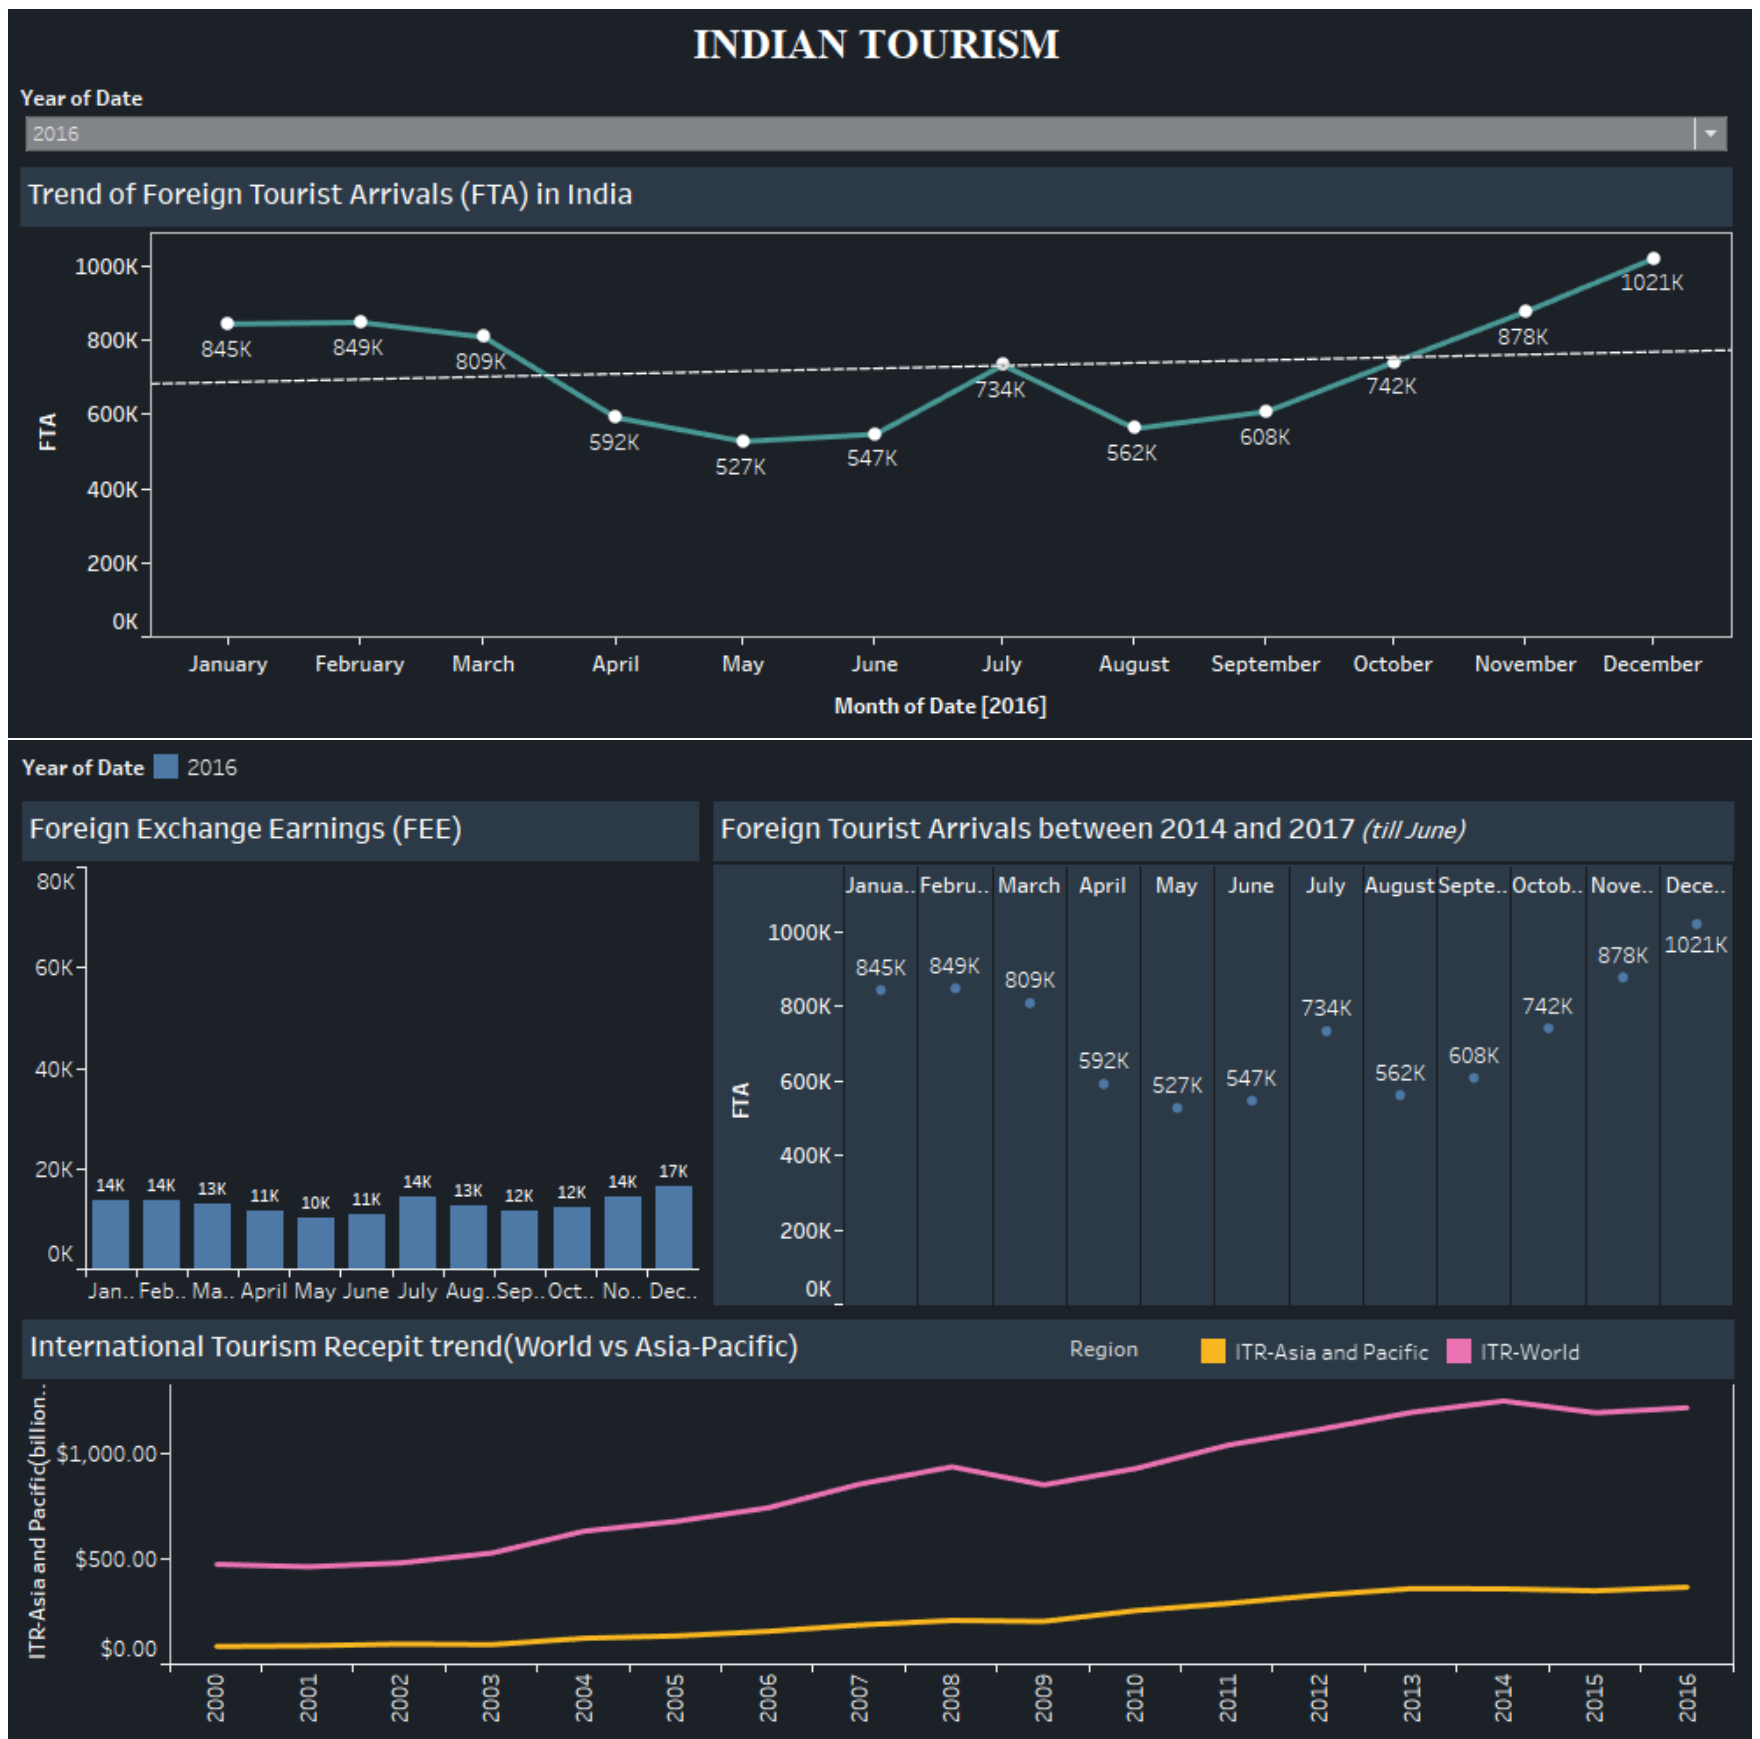 INDIAN TOURISM
Year of Date
2016
Trend of Foreign Tourist Arrivals (FTA) in India
FTA
1000K
800K
600K
400K
200K
0K
845K
849K
809K
592K
527K
547K
734K
562K
608K
742K
878K
1021K
January February March April May June July August September October November December
Month of Date [2016]
Year of Date 2016
Foreign Exchange Earnings (FEE)
80K
60K
40K
20K
0K
14K 14K 13K 11K 10K 11K 14K 13K 12K 12K 14K 17K
Jan.. Feb.. Ma.. April May June July Aug.. Sep.. Oct.. No.. Dec..
Foreign Tourist Arrivals between 2014 and 2017 (till June)
Janua.. Febru.. March April May June July August Septe.. Octob.. Nove.. Dece..
FTA
1000K
800K
600K
400K
200K
0K
845K
849K
809K
592K
527K
547K
734K
562K
608K
742K
878K
1021K
International Tourism Recepit trend(World vs Asia-Pacific)
Region ITR-Asia and Pacific ITR-World
ITR-Asia and Pacific(billion..
$1,000.00
$500.00
$0.00
2000 2001 2002 2003 2004 2005 2006 2007 2008 2009 2010 2011 2012 2013 2014 2015 2016